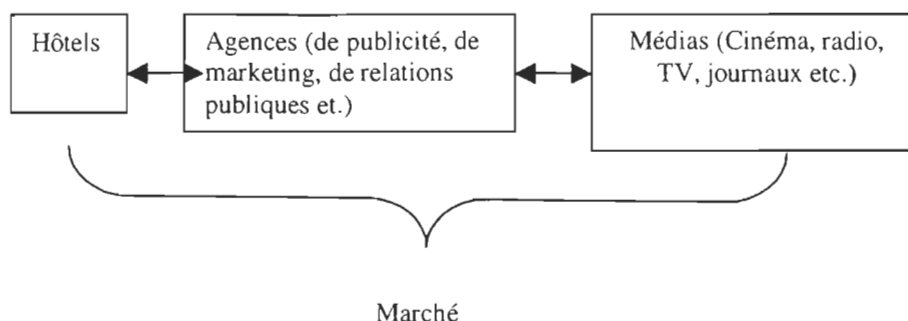 Hôtels
Agences (de publicité, de
marketing, de relations
publiques et.)
Médias (Cinéma, radio,
TV, journaux etc.)
Marché